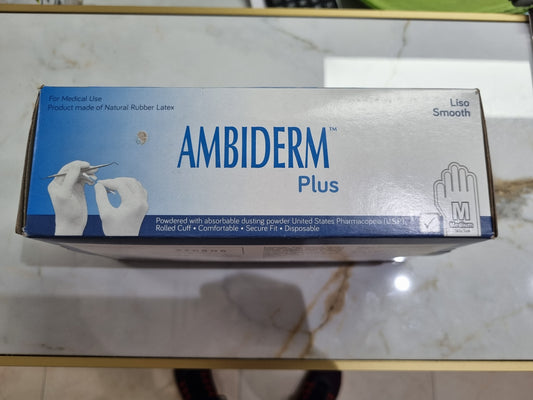 For Medical Use
Product made of Natural Rubber Latex
Liso
Smooth
AMBIDERM™
Plus
M
Medium
Powdered with absorbable dusting powder United States Pharmacopeia (U.S.P.)
Rolled Cuff • Comfortable • Secure Fit • Disposable